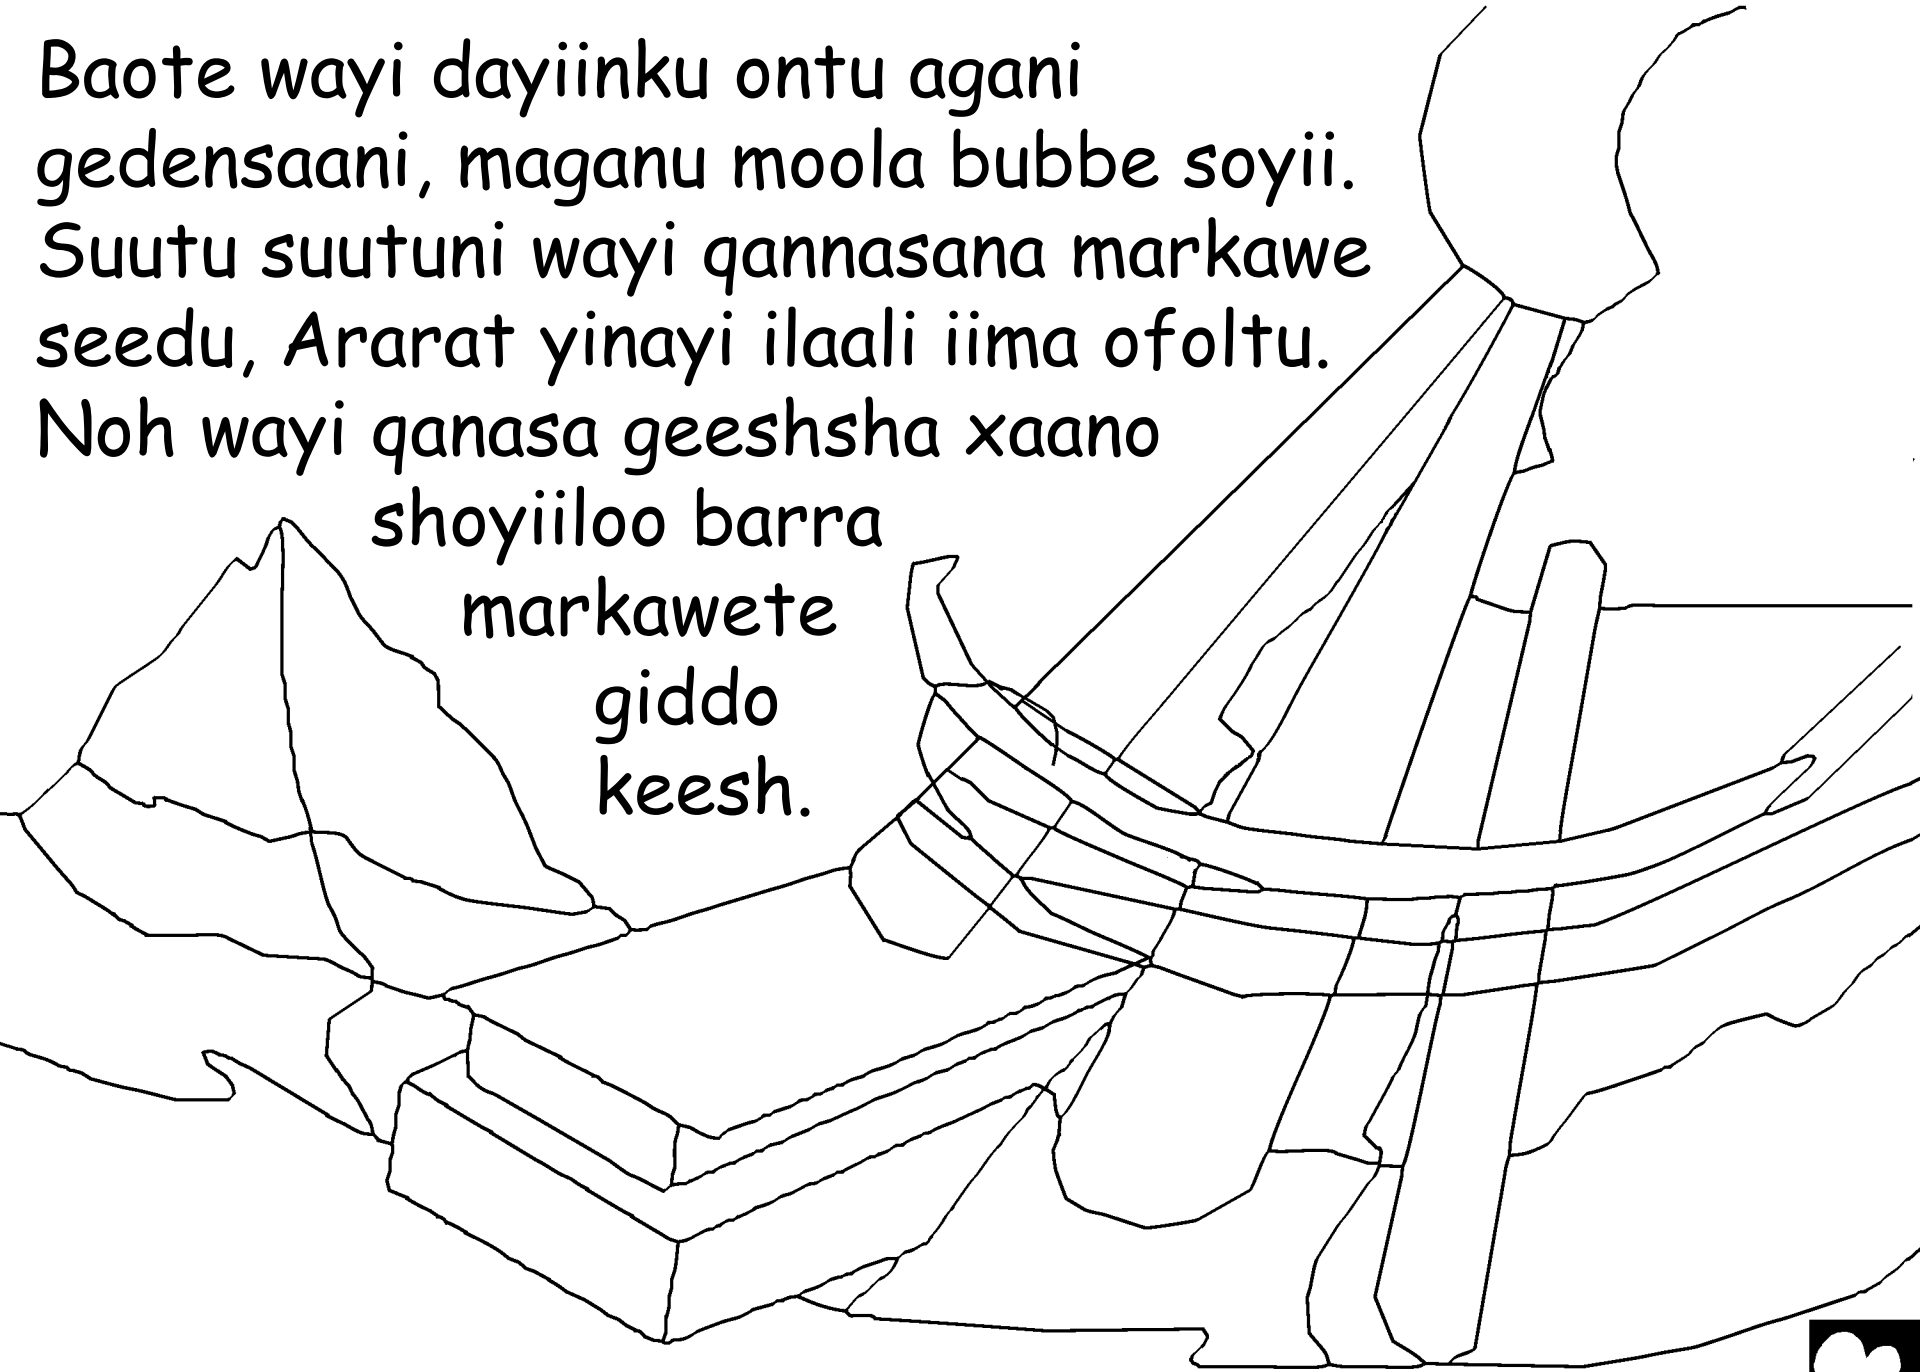 Baote wayi dayiinku ontu agani
gedensaani, maganu moola bubbe soyii.
Suutu suutuni wayi qannasana markawe
seedu, Ararat yinayi ilaali iima ofoltu.
Noh wayi qanasa geeshsha xaano
shoyiiloo barra
markawete
giddo
keesh.